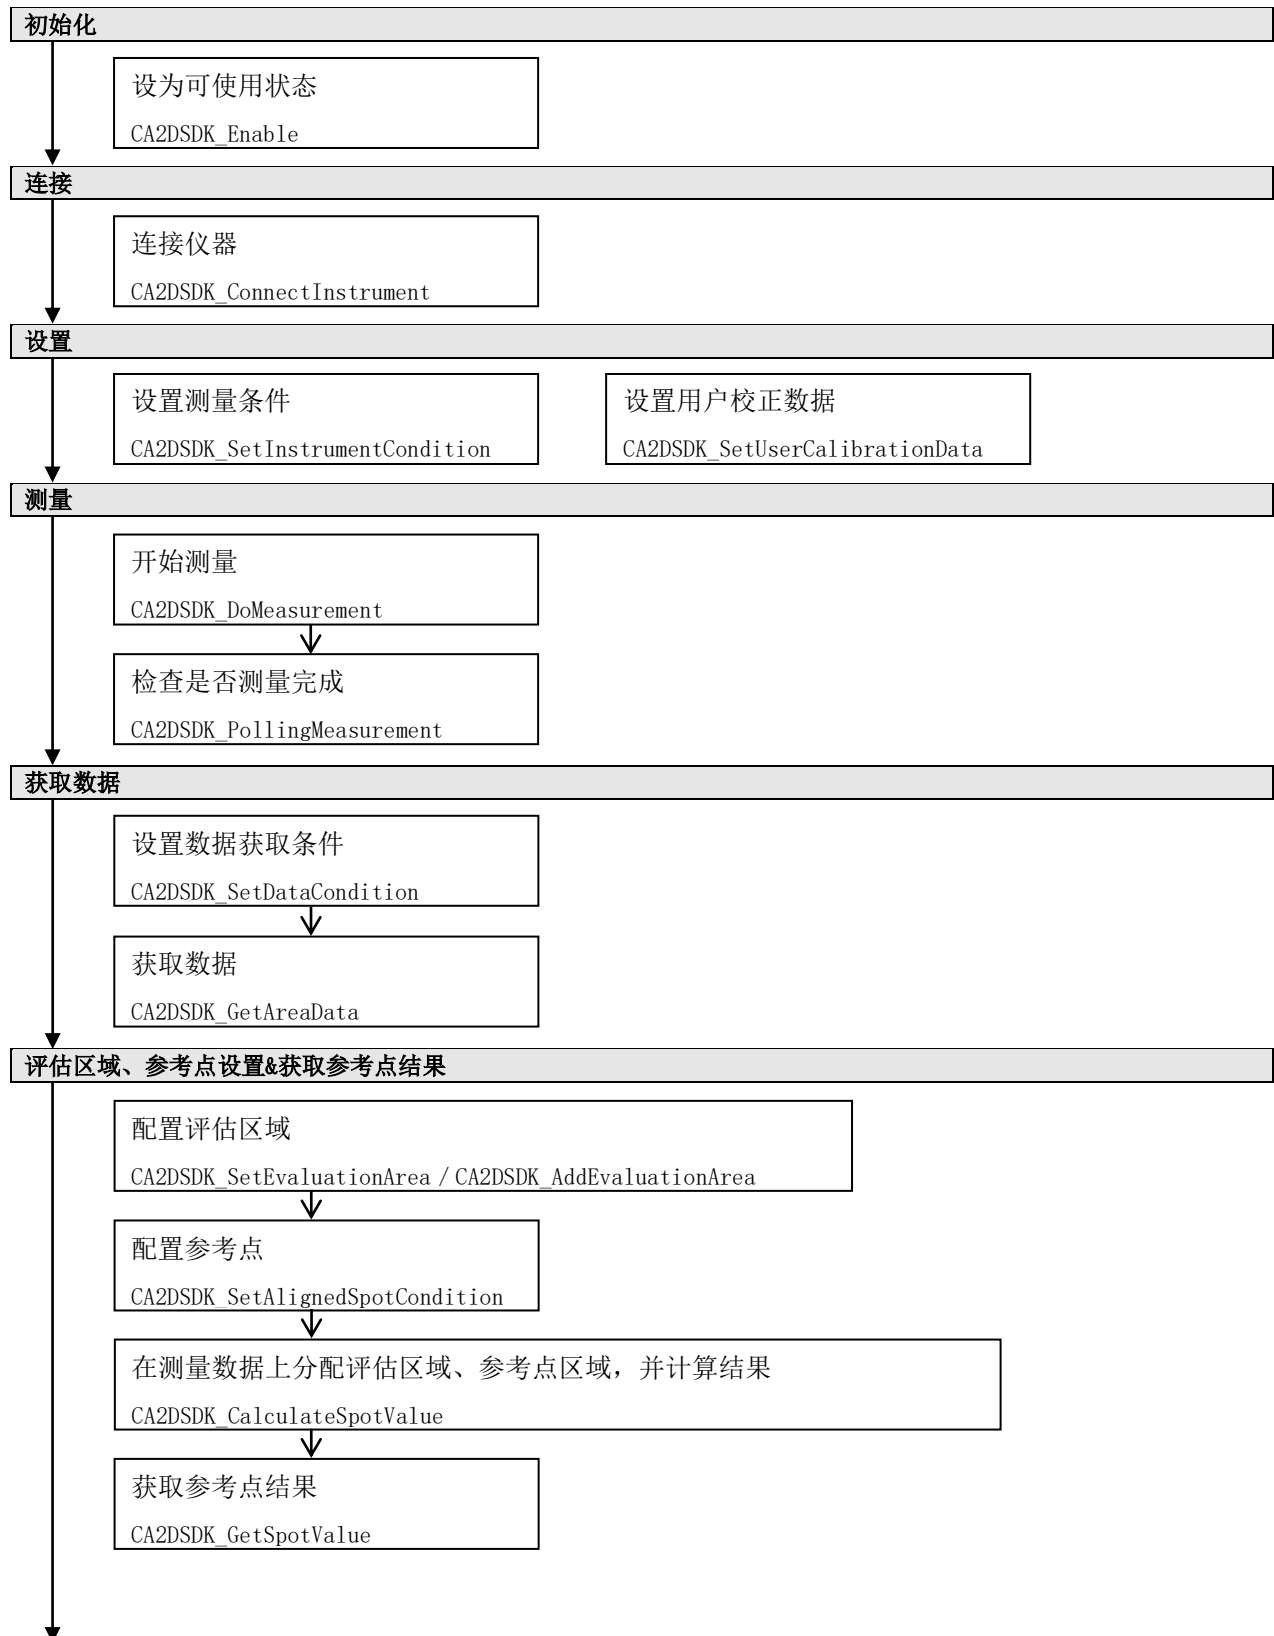 初始化
设为可使用状态
CA2DSDK_Enable
连接
连接仪器
CA2DSDK_ConnectInstrument
设置
设置测量条件
CA2DSDK_SetInstrumentCondition
设置用户校正数据
CA2DSDK_SetUserCalibrationData
测量
开始测量
CA2DSDK_DoMeasurement
检查是否测量完成
CA2DSDK_PollingMeasurement
获取数据
设置数据获取条件
CA2DSDK_SetDataCondition
获取数据
CA2DSDK_GetAreaData
评估区域、参考点设置&获取参考点结果
配置评估区域
CA2DSDK_SetEvaluationArea / CA2DSDK_AddEvaluationArea
配置参考点
CA2DSDK_SetAlignedSpotCondition
在测量数据上分配评估区域、参考点区域，并计算结果
CA2DSDK_CalculateSpotValue
获取参考点结果
CA2DSDK_GetSpotValue